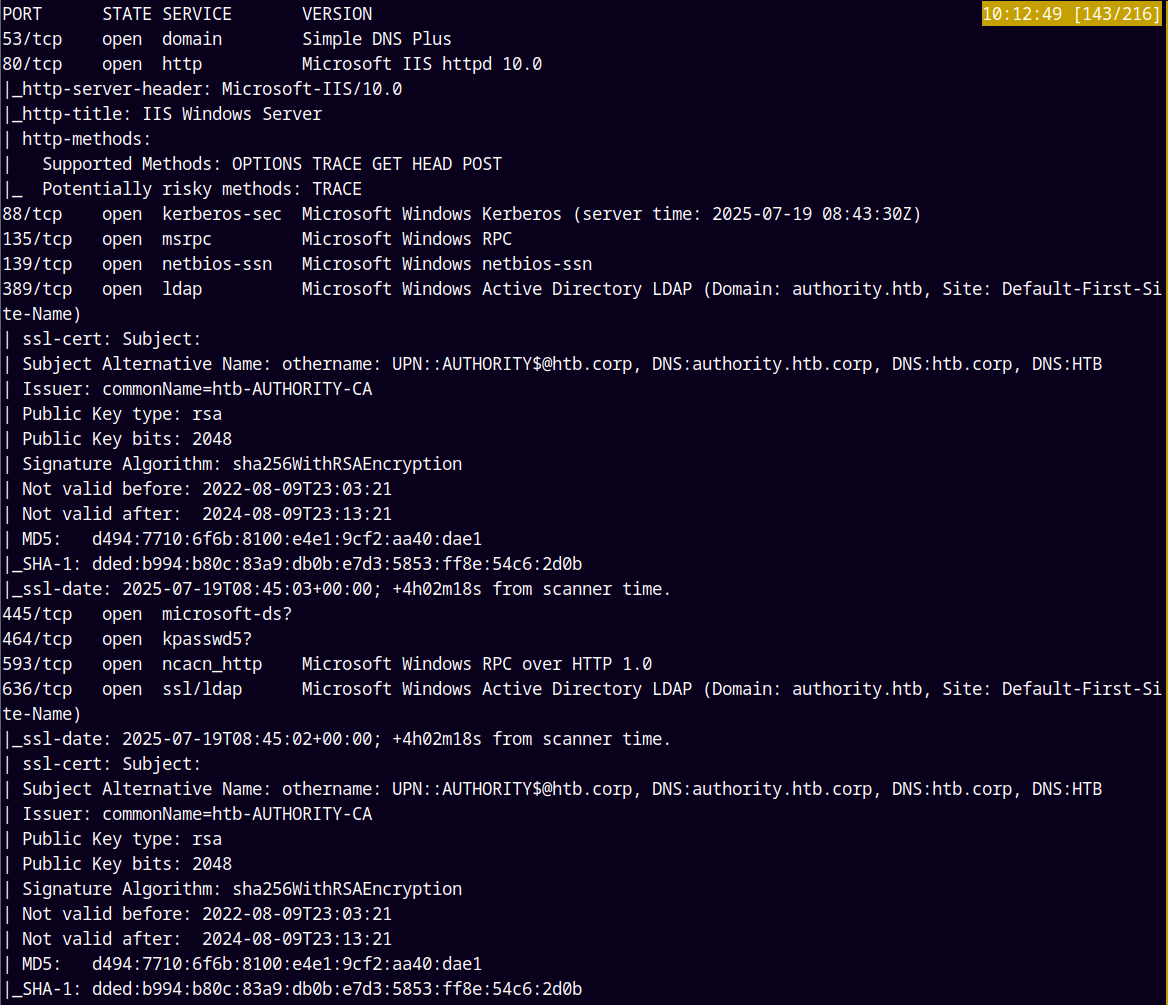 PORT      STATE SERVICE       VERSION                                                             10:12:49 [143/216]
53/tcp    open  domain        Simple DNS Plus
80/tcp    open  http          Microsoft IIS httpd 10.0
|_http-server-header: Microsoft-IIS/10.0
|_http-title: IIS Windows Server
| http-methods:
|   Supported Methods: OPTIONS TRACE GET HEAD POST
|_  Potentially risky methods: TRACE
88/tcp    open  kerberos-sec  Microsoft Windows Kerberos (server time: 2025-07-19 08:43:30Z)
135/tcp   open  msrpc         Microsoft Windows RPC
139/tcp   open  netbios-ssn   Microsoft Windows netbios-ssn
389/tcp   open  ldap          Microsoft Windows Active Directory LDAP (Domain: authority.htb, Site: Default-First-Si
te-Name)
| ssl-cert: Subject:
| Subject Alternative Name: othername: UPN::AUTHORITY$@htb.corp, DNS:authority.htb.corp, DNS:htb.corp, DNS:HTB
| Issuer: commonName=htb-AUTHORITY-CA
| Public Key type: rsa
| Public Key bits: 2048
| Signature Algorithm: sha256WithRSAEncryption
| Not valid before: 2022-08-09T23:03:21
| Not valid after:  2024-08-09T23:13:21
| MD5:   d494:7710:6f6b:8100:e4e1:9cf2:aa40:dae1
|_SHA-1: dded:b994:b80c:83a9:db0b:e7d3:5853:ff8e:54c6:2d0b
|_ssl-date: 2025-07-19T08:45:03+00:00; +4h02m18s from scanner time.
445/tcp   open  microsoft-ds?
464/tcp   open  kpasswd5?
593/tcp   open  ncacn_http    Microsoft Windows RPC over HTTP 1.0
636/tcp   open  ssl/ldap      Microsoft Windows Active Directory LDAP (Domain: authority.htb, Site: Default-First-Si
te-Name)
|_ssl-date: 2025-07-19T08:45:02+00:00; +4h02m18s from scanner time.
| ssl-cert: Subject:
| Subject Alternative Name: othername: UPN::AUTHORITY$@htb.corp, DNS:authority.htb.corp, DNS:htb.corp, DNS:HTB
| Issuer: commonName=htb-AUTHORITY-CA
| Public Key type: rsa
| Public Key bits: 2048
| Signature Algorithm: sha256WithRSAEncryption
| Not valid before: 2022-08-09T23:03:21
| Not valid after:  2024-08-09T23:13:21
| MD5:   d494:7710:6f6b:8100:e4e1:9cf2:aa40:dae1
|_SHA-1: dded:b994:b80c:83a9:db0b:e7d3:5853:ff8e:54c6:2d0b